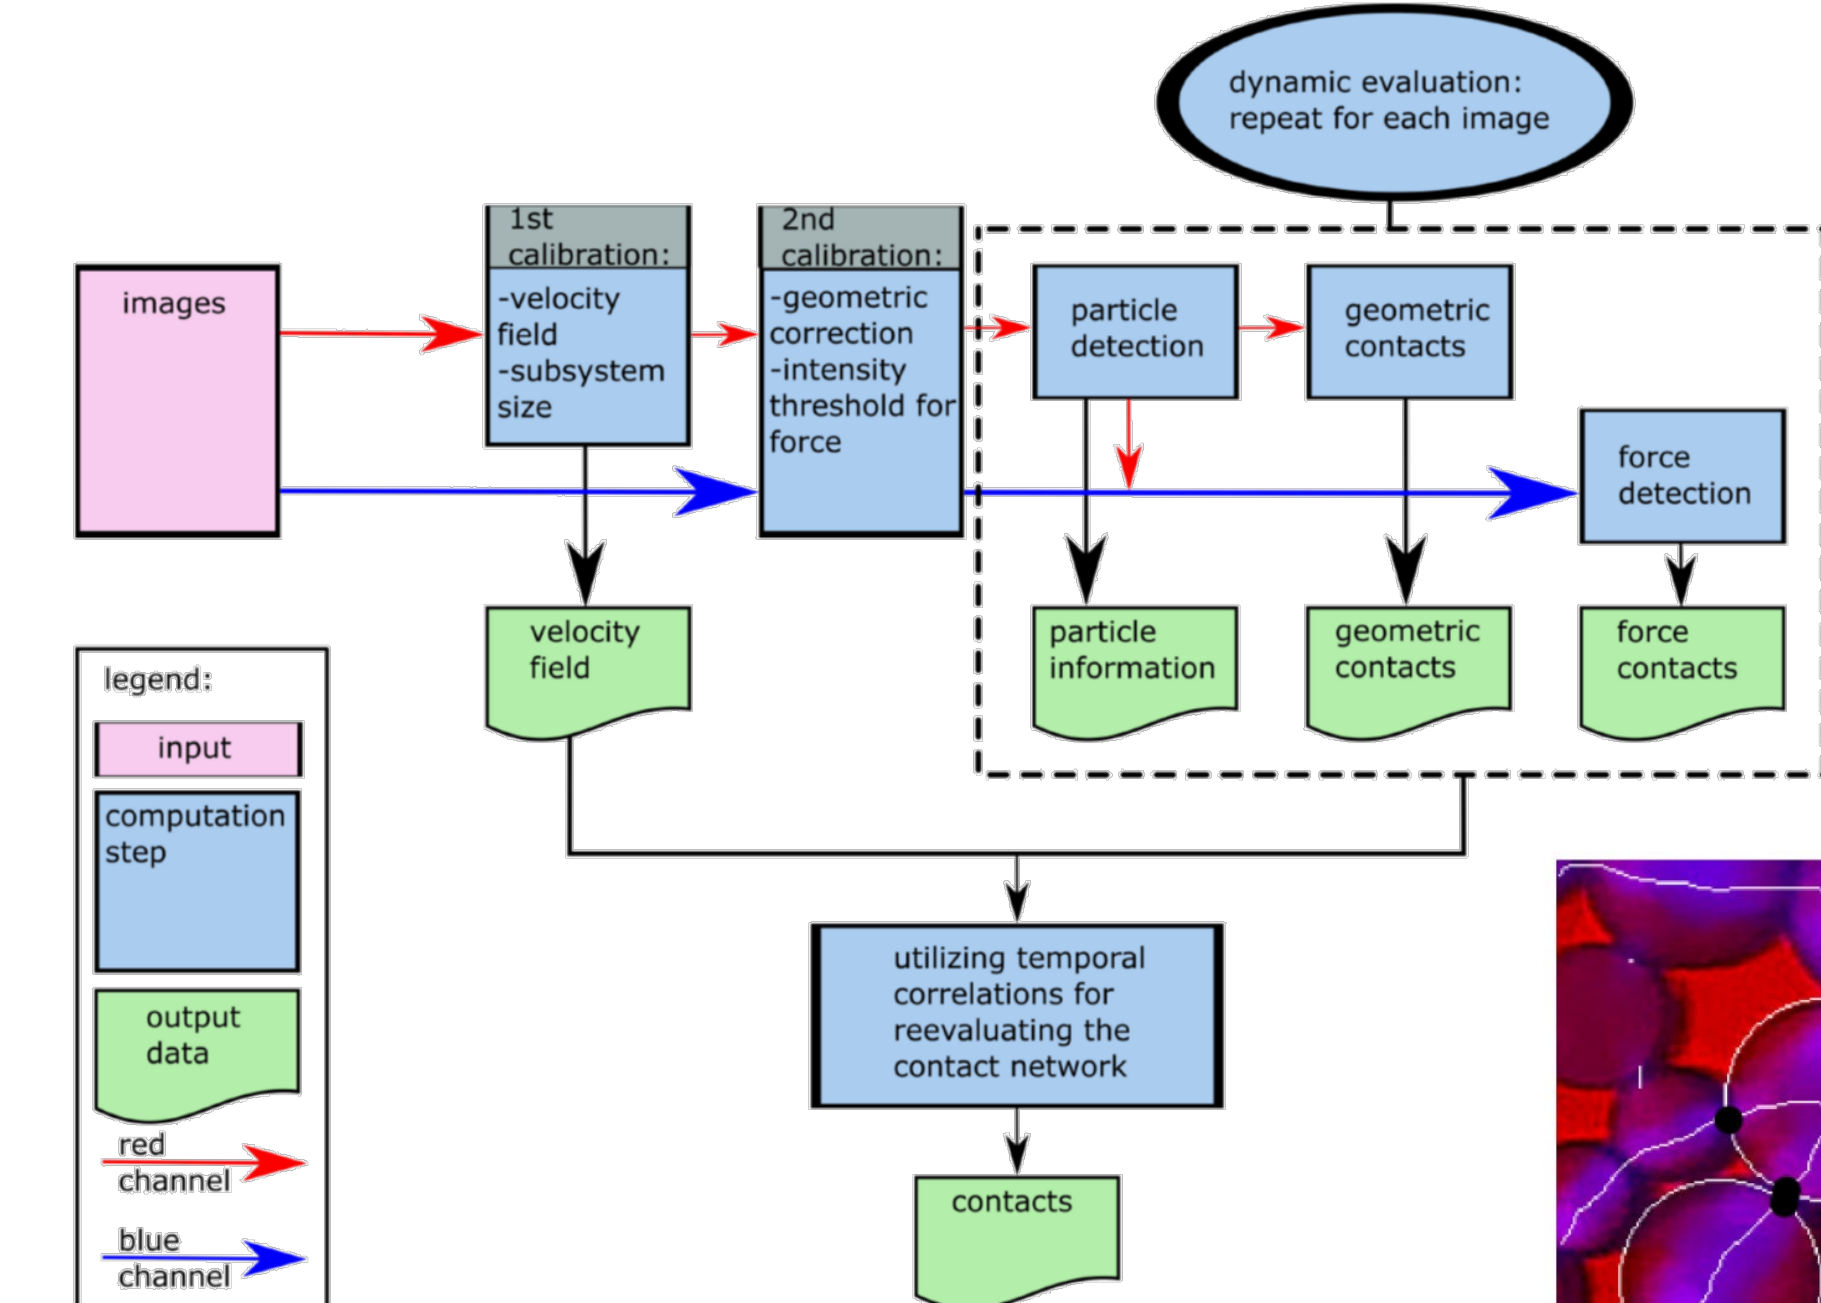 dynamic evaluation:
repeat for each image
images
1st
calibration:
-velocity
field
-subsystem
size
2nd
calibration:
-geometric
correction
-intensity
threshold for
force
particle
detection
geometric
contacts
force
detection
velocity
field
particle
information
geometric
contacts
force
contacts
legend:
input
computation
step
output
data
red
channel
blue
channel
utilizing temporal
correlations for
reevaluating the
contact network
contacts